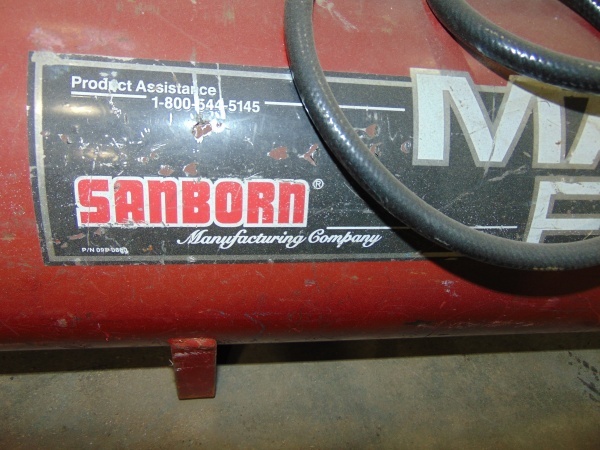 Product Assistance
1-800-544-5145
SANBORN®
Manufacturing Company
P/N